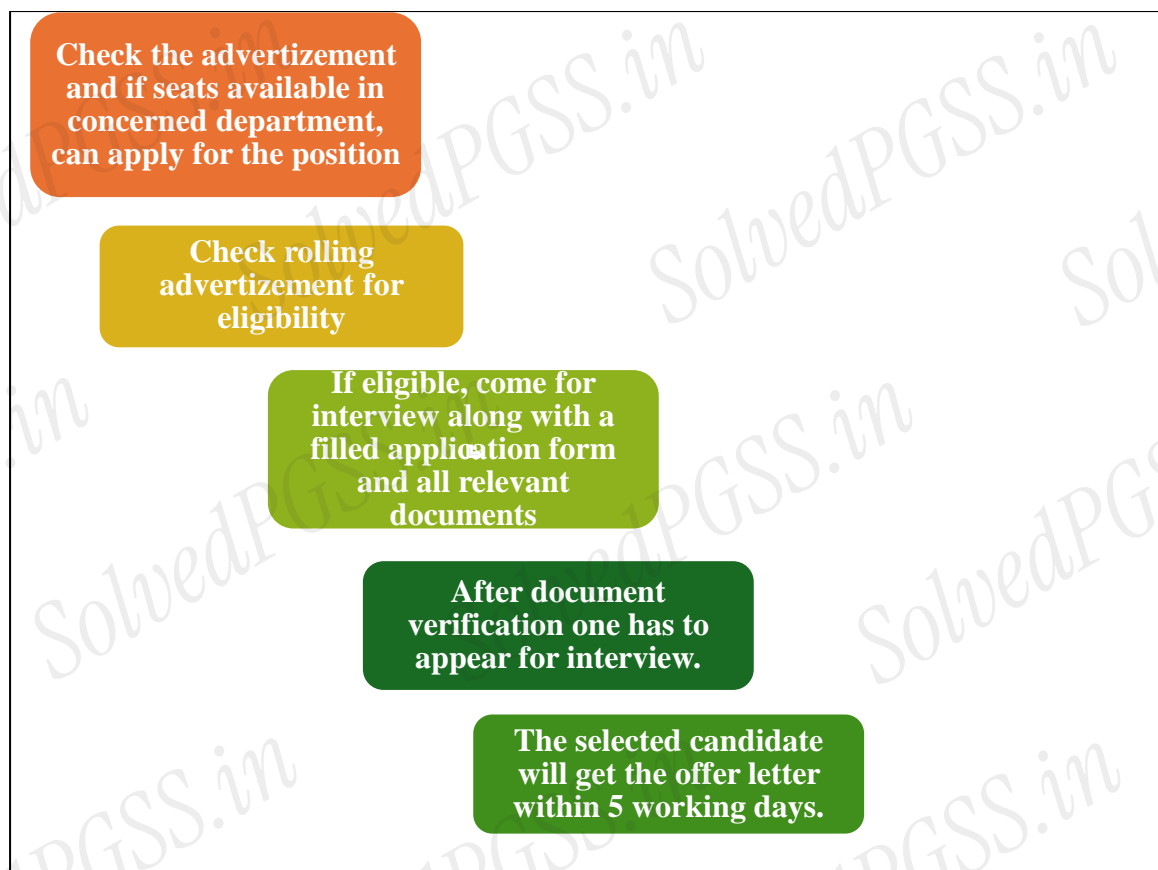 Check the advertizement
and if seats available in
concerned department,
can apply for the position
Check rolling
advertizement for
eligibility
If eligible, come for
interview along with a
filled application form
and all relevant
documents
After document
verification one has to
appear for interview.
The selected candidate
will get the offer letter
within 5 working days.
SolvedPGSS.in